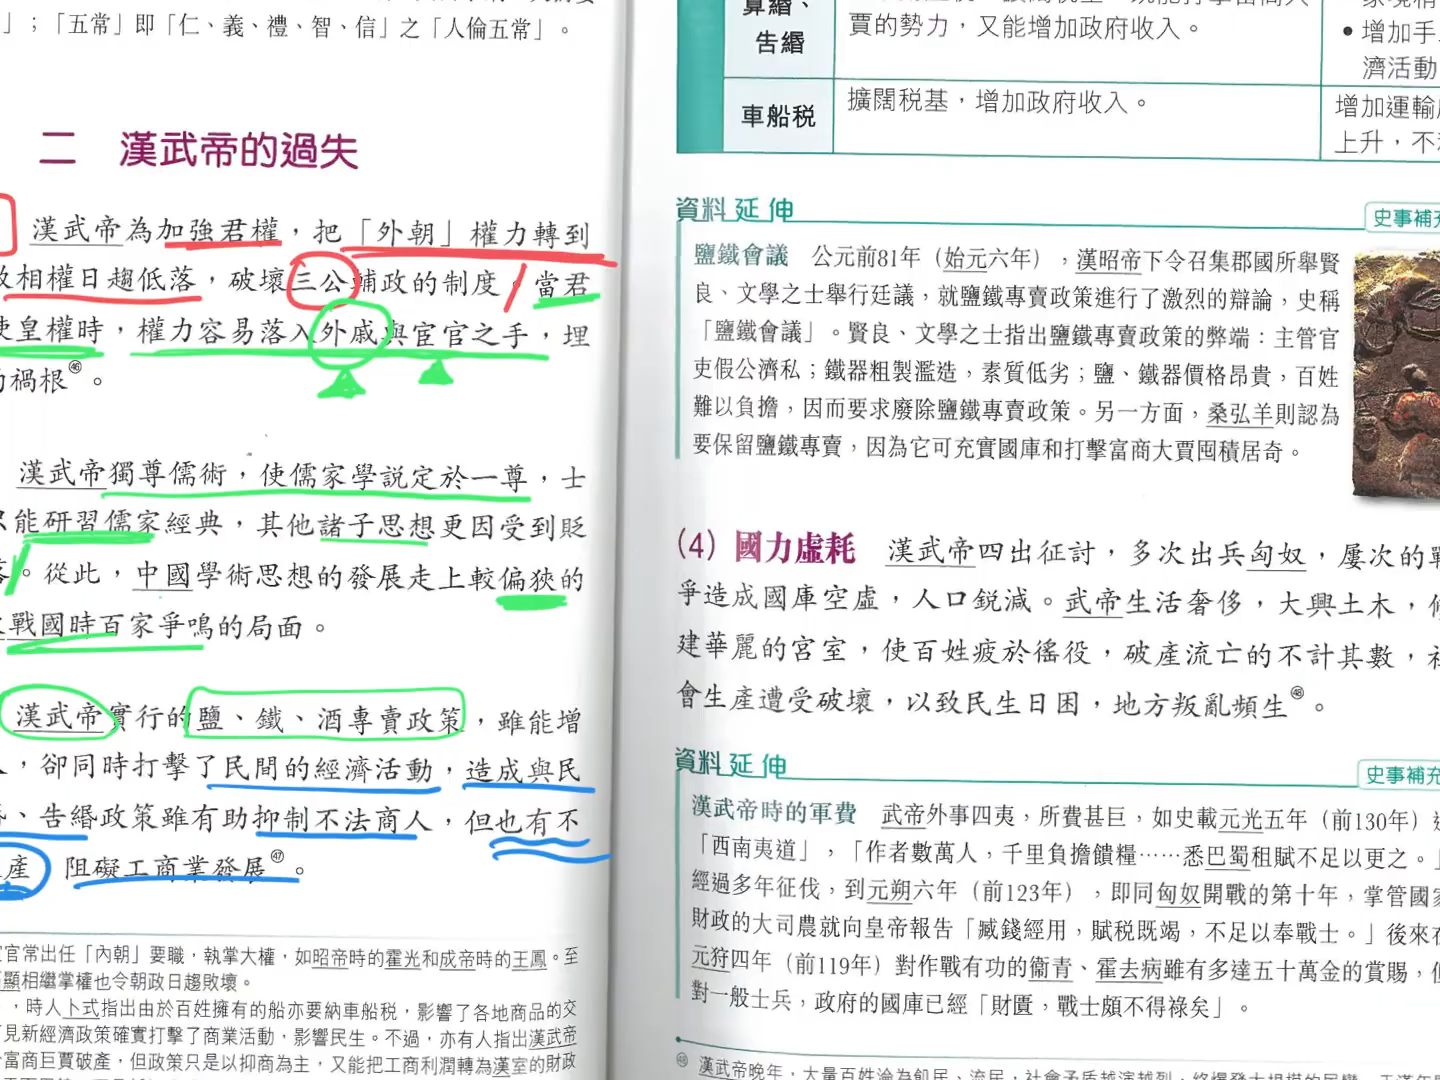 」；「五常」即「仁、義、禮、智、信」之「人倫五常」。
二 漢武帝的過失
漢武帝為加強君權，把「外朝」權力轉到
相權日趨低落，破壞三公輔政的制度。當君
使皇權時，權力容易落入外戚與宦官之手，埋
禍根㊻。
漢武帝獨尊儒術，使儒家學說定於一尊，士
能研習儒家經典，其他諸子思想更因受到貶
。從此，中國學術思想的發展走上較偏狹的
戰國時百家爭鳴的局面。
漢武帝實行的鹽、鐵、酒專賣政策，雖能增
，卻同時打擊了民間的經濟活動，造成與民
、告緡政策雖有助抑制不法商人，但也有不
產 阻礙工商業發展㊼。
官常出任「內朝」要職，執掌大權，如昭帝時的霍光和成帝時的王鳳。至
顯相繼掌權也令朝政日趨敗壞。
，時人卜式指出由於百姓擁有的船亦要納車船稅，影響了各地商品的交
見新經濟政策確實打擊了商業活動，影響民生。不過，亦有人指出漢武帝
富商巨賈破產，但政策只是以抑商為主，又能把工商利潤轉為漢室的財政
算緡、
告緡
賈的勢力，又能增加政府收入。
增加手
濟活動
車船稅
擴闊稅基，增加政府收入。
增加運輸
上升，不
資料延伸
史事補充
鹽鐵會議 公元前81年（始元六年），漢昭帝下令召集郡國所舉賢
良、文學之士舉行廷議，就鹽鐵專賣政策進行了激烈的辯論，史稱
「鹽鐵會議」。賢良、文學之士指出鹽鐵專賣政策的弊端：主管官
吏假公濟私；鐵器粗製濫造，素質低劣；鹽、鐵器價格昂貴，百姓
難以負擔，因而要求廢除鹽鐵專賣政策。另一方面，桑弘羊則認為
要保留鹽鐵專賣，因為它可充實國庫和打擊富商大賈囤積居奇。
(4) 國力虛耗 漢武帝四出征討，多次出兵匈奴，屢次的戰
爭造成國庫空虛，人口銳減。武帝生活奢侈，大興土木，修
建華麗的宮室，使百姓疲於徭役，破產流亡的不計其數，社
會生產遭受破壞，以致民生日困，地方叛亂頻生㊽。
資料延伸
史事補充
漢武帝時的軍費 武帝外事四夷，所費甚巨，如史載元光五年（前130年）通
「西南夷道」，「作者數萬人，千里負擔饋糧……悉巴蜀租賦不足以更之。」
經過多年征伐，到元朔六年（前123年），即同匈奴開戰的第十年，掌管國家
財政的大司農就向皇帝報告「臧錢經用，賦稅既竭，不足以奉戰士。」後來在
元狩四年（前119年）對作戰有功的衞青、霍去病雖有多達五十萬金的賞賜，但
對一般士兵，政府的國庫已經「財匱，戰士頗不得祿矣」。
㊽ 漢武帝晚年，大量百姓淪為飢民、流民，社會矛盾越演越烈